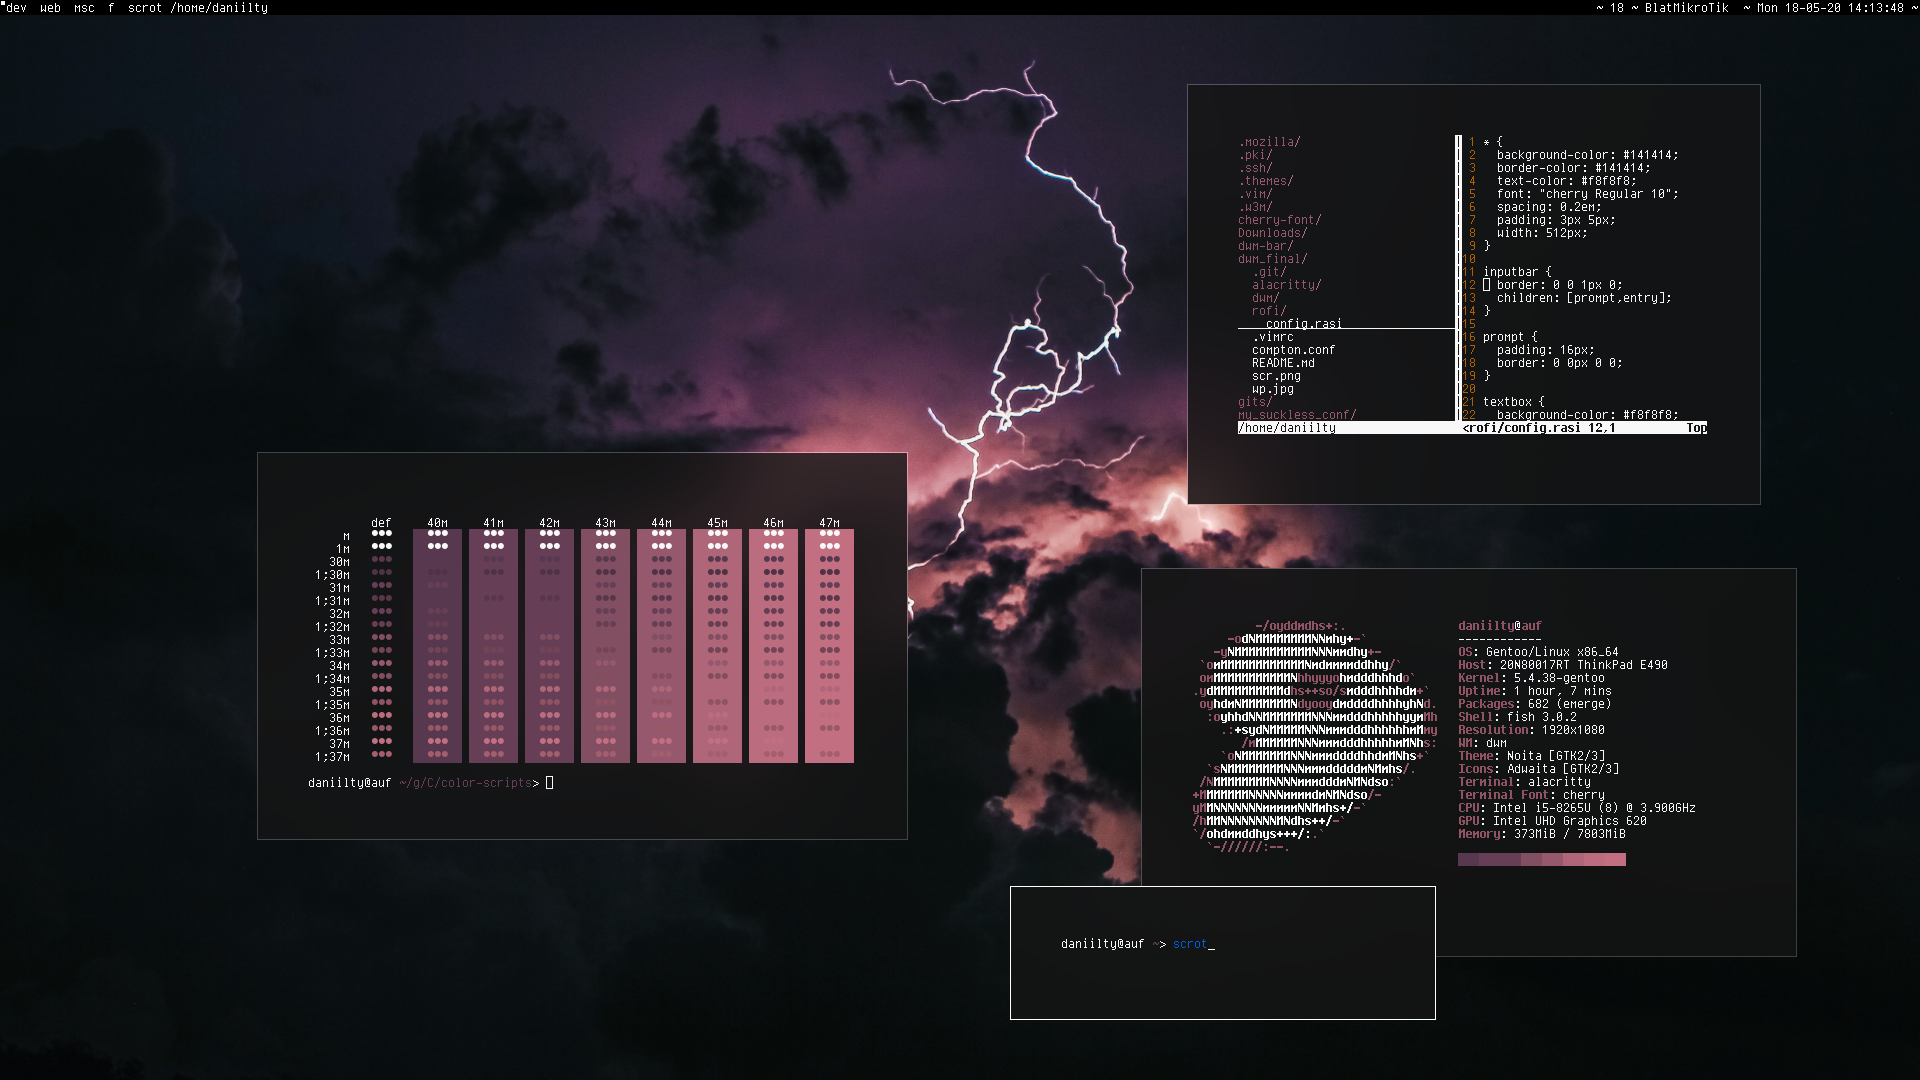 dev web msc f scrot /home/daniilty
~ 18 ~ BlatMikroTik ~ Mon 18-05-20 14:13:48 ~
.mozilla/
.pki/
.ssh/
.themes/
.vim/
.w3m/
cherry-font/
Downloads/
dwm-bar/
dwm_final/
.git/
alacritty/
dwm/
rofi/
config.rasi
.vimrc
compton.conf
README.md
scr.png
wp.jpg
gits/
my_suckless_conf/
/home/daniilty
1 * {
2 background-color: #141414;
3 border-color: #141414;
4 text-color: #f8f8f8;
5 font: "cherry Regular 10";
6 spacing: 0.2em;
7 padding: 3px 5px;
8 width: 512px;
9 }
10
11 inputbar {
12 border: 0 0 1px 0;
13 children: [prompt,entry];
14 }
15
16 prompt {
17 padding: 16px;
18 border: 0 0px 0 0;
19 }
20
21 textbox {
22 background-color: #f8f8f8;
<rofi/config.rasi 12,1 Top
def 40m 41m 42m 43m 44m 45m 46m 47m
m
1m
30m
1;30m
31m
1;31m
32m
1;32m
33m
1;33m
34m
1;34m
35m
1;35m
36m
1;36m
37m
1;37m
daniilty@auf ~/g/C/color-scripts>
daniilty@auf
------------
OS: Gentoo/Linux x86_64
Host: 20N80017RT ThinkPad E490
Kernel: 5.4.38-gentoo
Uptime: 1 hour, 7 mins
Packages: 682 (emerge)
Shell: fish 3.0.2
Resolution: 1920x1080
WM: dwm
Theme: Noita [GTK2/3]
Icons: Adwaita [GTK2/3]
Terminal: alacritty
Terminal Font: cherry
CPU: Intel i5-8265U (8) @ 3.900GHz
GPU: Intel UHD Graphics 620
Memory: 373MiB / 7803MiB
daniilty@auf ~> scrot_